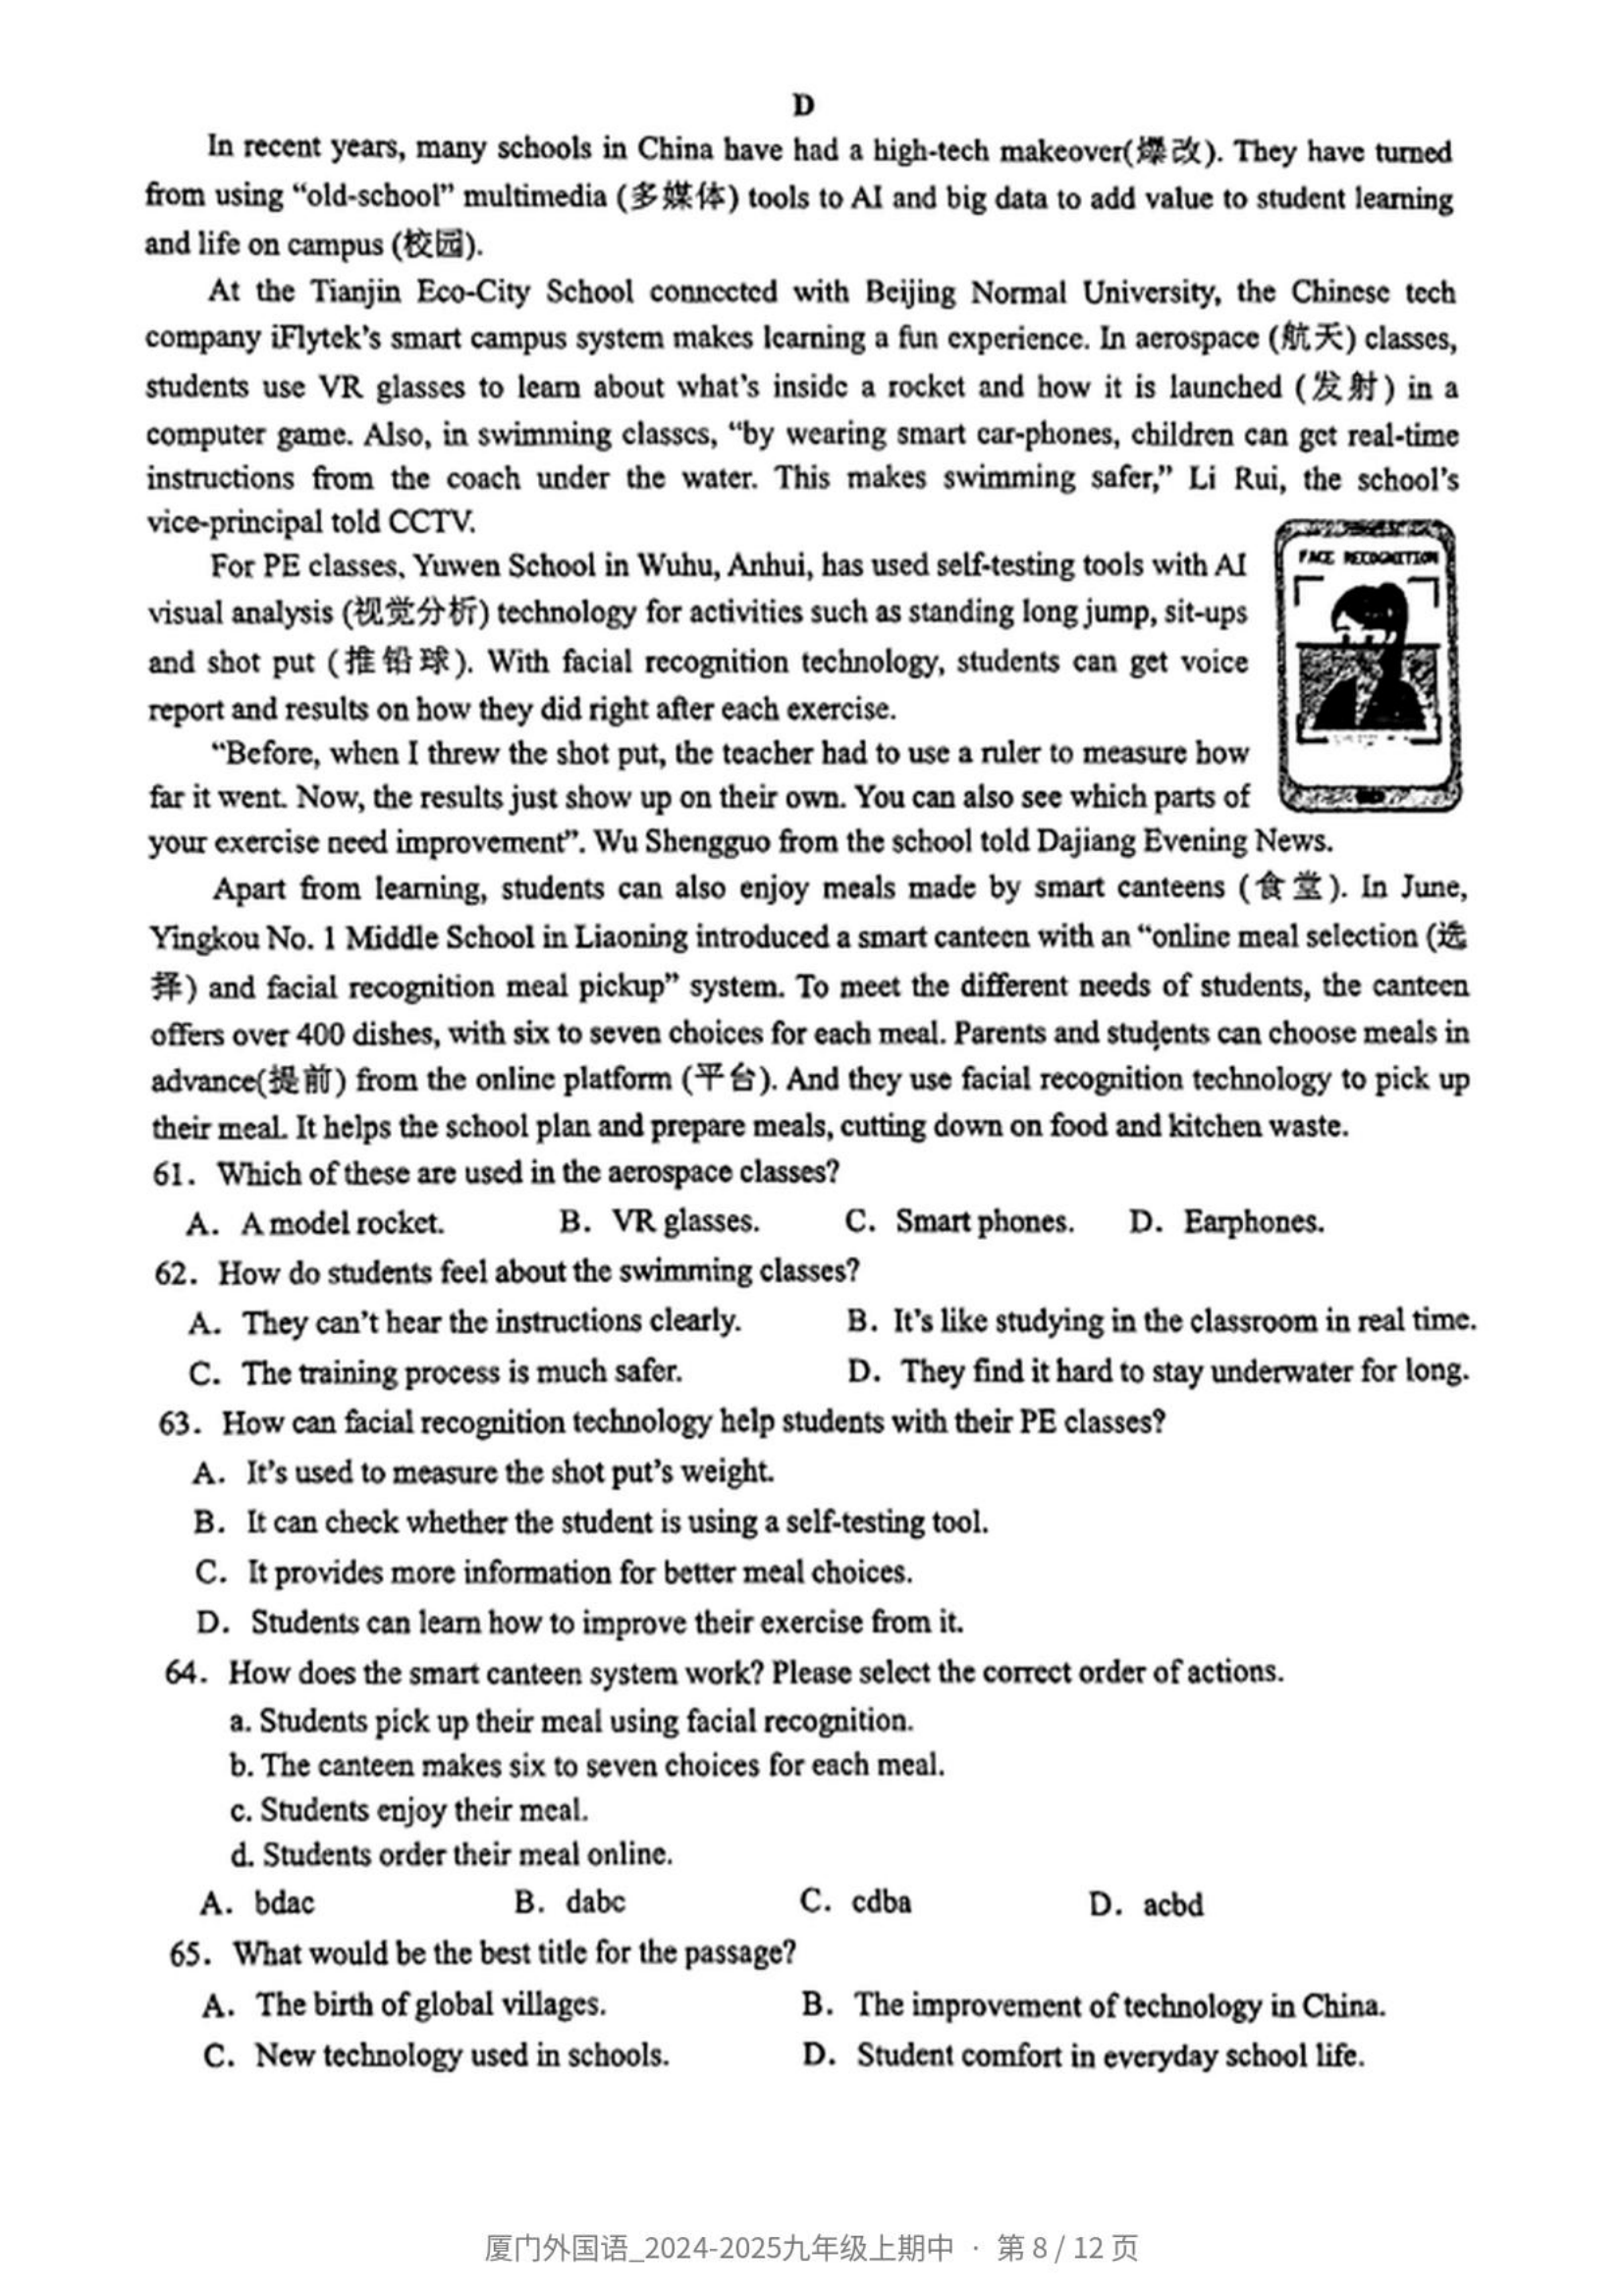 D
In recent years, many schools in China have had a high-tech makeover(爆改). They have turned
from using “old-school” multimedia (多媒体) tools to AI and big data to add value to student learning
and life on campus (校园).
At the Tianjin Eco-City School connected with Beijing Normal University, the Chinese tech
company iFlytek’s smart campus system makes learning a fun experience. In aerospace (航天) classes,
students use VR glasses to learn about what’s inside a rocket and how it is launched (发射) in a
computer game. Also, in swimming classes, “by wearing smart ear-phones, children can get real-time
instructions from the coach under the water. This makes swimming safer,” Li Rui, the school’s
vice-principal told CCTV.
FACE RECOGNITION
For PE classes, Yuwen School in Wuhu, Anhui, has used self-testing tools with AI
visual analysis (视觉分析) technology for activities such as standing long jump, sit-ups
and shot put (推铅球). With facial recognition technology, students can get voice
report and results on how they did right after each exercise.
“Before, when I threw the shot put, the teacher had to use a ruler to measure how
far it went. Now, the results just show up on their own. You can also see which parts of
your exercise need improvement”. Wu Shengguo from the school told Dajiang Evening News.
Apart from learning, students can also enjoy meals made by smart canteens (食堂). In June,
Yingkou No. 1 Middle School in Liaoning introduced a smart canteen with an “online meal selection (选
择) and facial recognition meal pickup” system. To meet the different needs of students, the canteen
offers over 400 dishes, with six to seven choices for each meal. Parents and students can choose meals in
advance(提前) from the online platform (平台). And they use facial recognition technology to pick up
their meal. It helps the school plan and prepare meals, cutting down on food and kitchen waste.
61. Which of these are used in the aerospace classes?
A. A model rocket. B. VR glasses. C. Smart phones. D. Earphones.
62. How do students feel about the swimming classes?
A. They can’t hear the instructions clearly. B. It’s like studying in the classroom in real time.
C. The training process is much safer. D. They find it hard to stay underwater for long.
63. How can facial recognition technology help students with their PE classes?
A. It’s used to measure the shot put’s weight.
B. It can check whether the student is using a self-testing tool.
C. It provides more information for better meal choices.
D. Students can learn how to improve their exercise from it.
64. How does the smart canteen system work? Please select the correct order of actions.
a. Students pick up their meal using facial recognition.
b. The canteen makes six to seven choices for each meal.
c. Students enjoy their meal.
d. Students order their meal online.
A. bdac B. dabc C. cdba D. acbd
65. What would be the best title for the passage?
A. The birth of global villages. B. The improvement of technology in China.
C. New technology used in schools. D. Student comfort in everyday school life.
厦门外国语_2024-2025九年级上期中 · 第 8 / 12 页